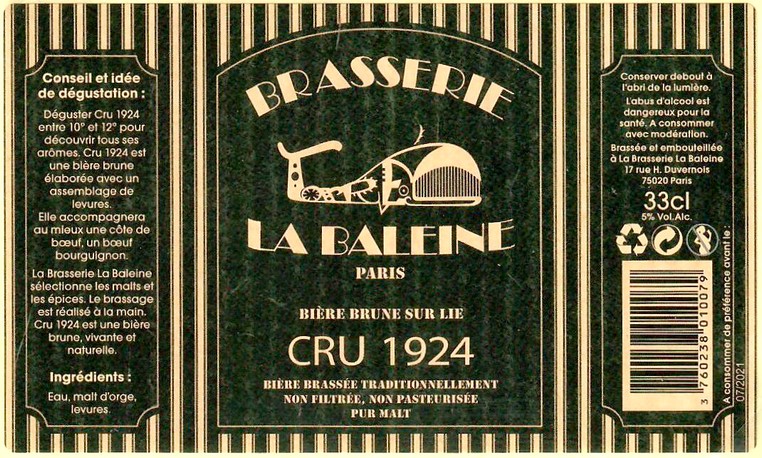 Conseil et idée
de dégustation :
Déguster Cru 1924
entre 10° et 12° pour
découvrir tous ses
arômes. Cru 1924 est
une bière brune
élaborée avec un
assemblage de
levures.
Elle accompagnera
au mieux une côte de
bœuf, un bœuf
bourguignon.
La Brasserie La Baleine
sélectionne les malts et
les épices. Le brassage
est réalisé à la main.
Cru 1924 est une bière
brune, vivante et
naturelle.
Ingrédients :
Eau, malt d'orge,
levures.
BRASSERIE
LA BALEINE
PARIS
BIÈRE BRUNE SUR LIE
CRU 1924
BIÈRE BRASSÉE TRADITIONNELLEMENT
NON FILTRÉE, NON PASTEURISÉE
PUR MALT
Conserver debout à
l'abri de la lumière.
L'abus d'alcool est
dangereux pour la
santé. A consommer
avec modération.
Brassée et embouteillée
à La Brasserie La Baleine
17 rue H. Duvernois
75020 Paris
33cl
5% Vol.Alc.
3 760238 010079
A consommer de préférence avant le :
07/2021